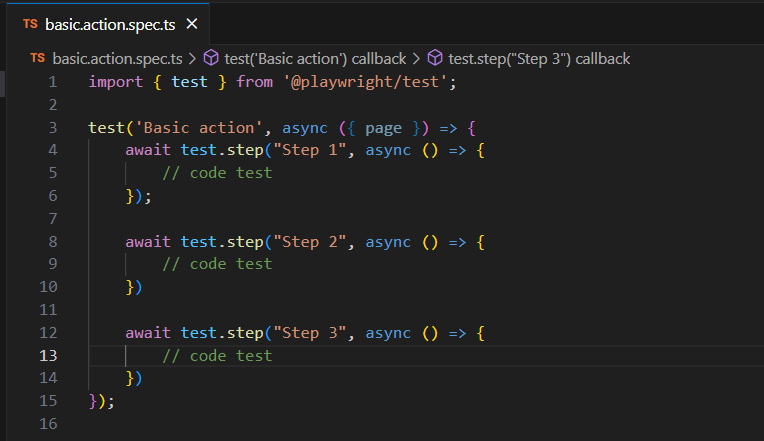 TS basic.action.spec.ts ×
TS basic.action.spec.ts > test('Basic action') callback > test.step("Step 3") callback
1 import { test } from '@playwright/test';
2
3 test('Basic action', async ({ page }) => {
4     await test.step("Step 1", async () => {
5         // code test
6     });
7
8     await test.step("Step 2", async () => {
9         // code test
10     })
11
12     await test.step("Step 3", async () => {
13         // code test
14     })
15 });
16